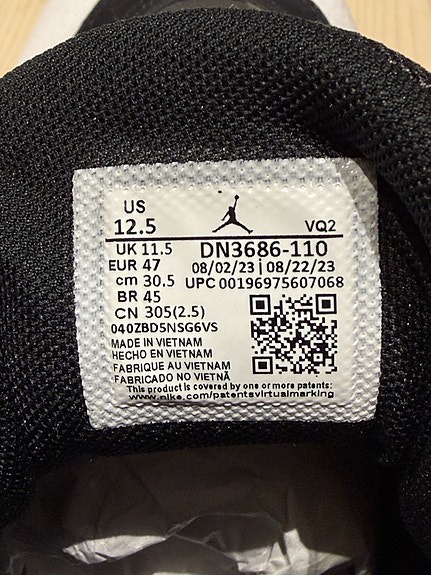 US
12.5 VQ2
UK 11.5 DN3686-110
EUR 47 08/02/23 | 08/22/23
cm 30.5 UPC 00196975607068
BR 45
CN 305(2.5)
040ZBD5NSG6VS
MADE IN VIETNAM
HECHO EN VIETNAM
FABRIQUE AU VIETNAM
FABRICADO NO VIETNÃ
This product is covered by one or more patents:
www.nike.com/patentsvirtualmarking